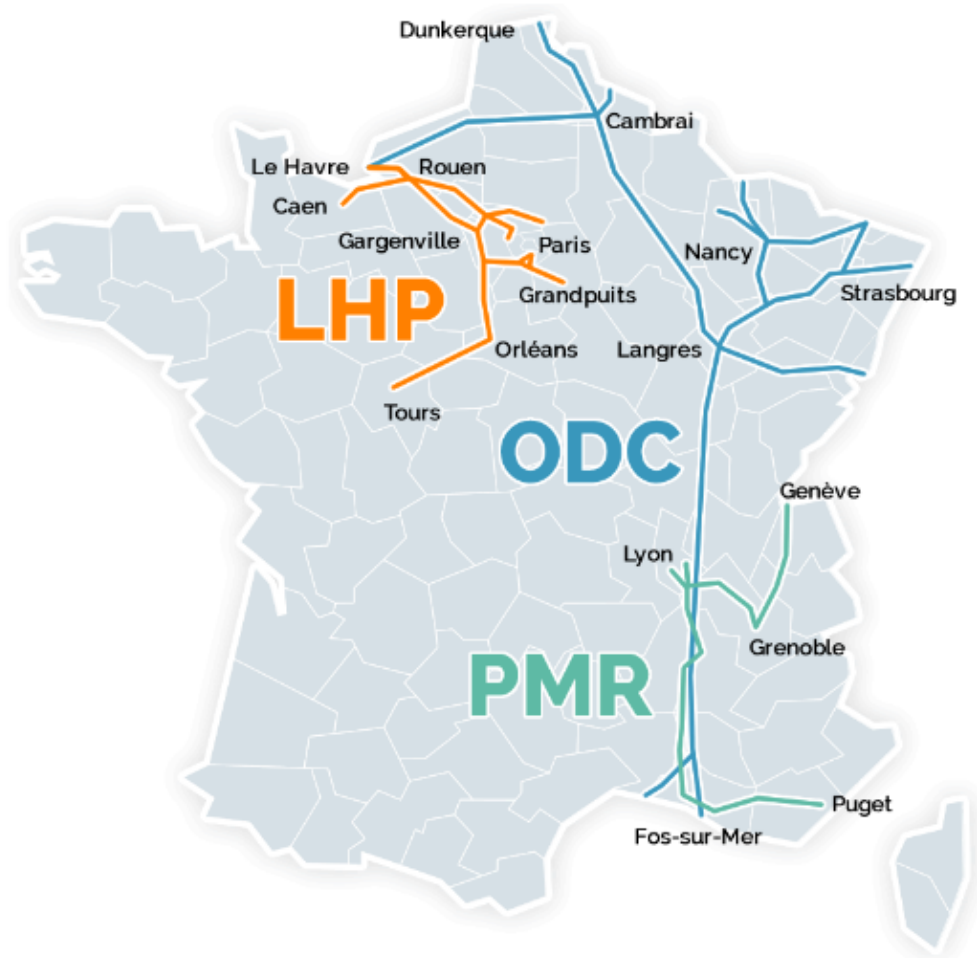 Dunkerque
Cambrai
Le Havre
Rouen
Caen
Gargenville
Paris
Nancy
Grandpuits
Strasbourg
LHP
Orléans
Langres
Tours
ODC
Genève
Lyon
Grenoble
PMR
Puget
Fos-sur-Mer